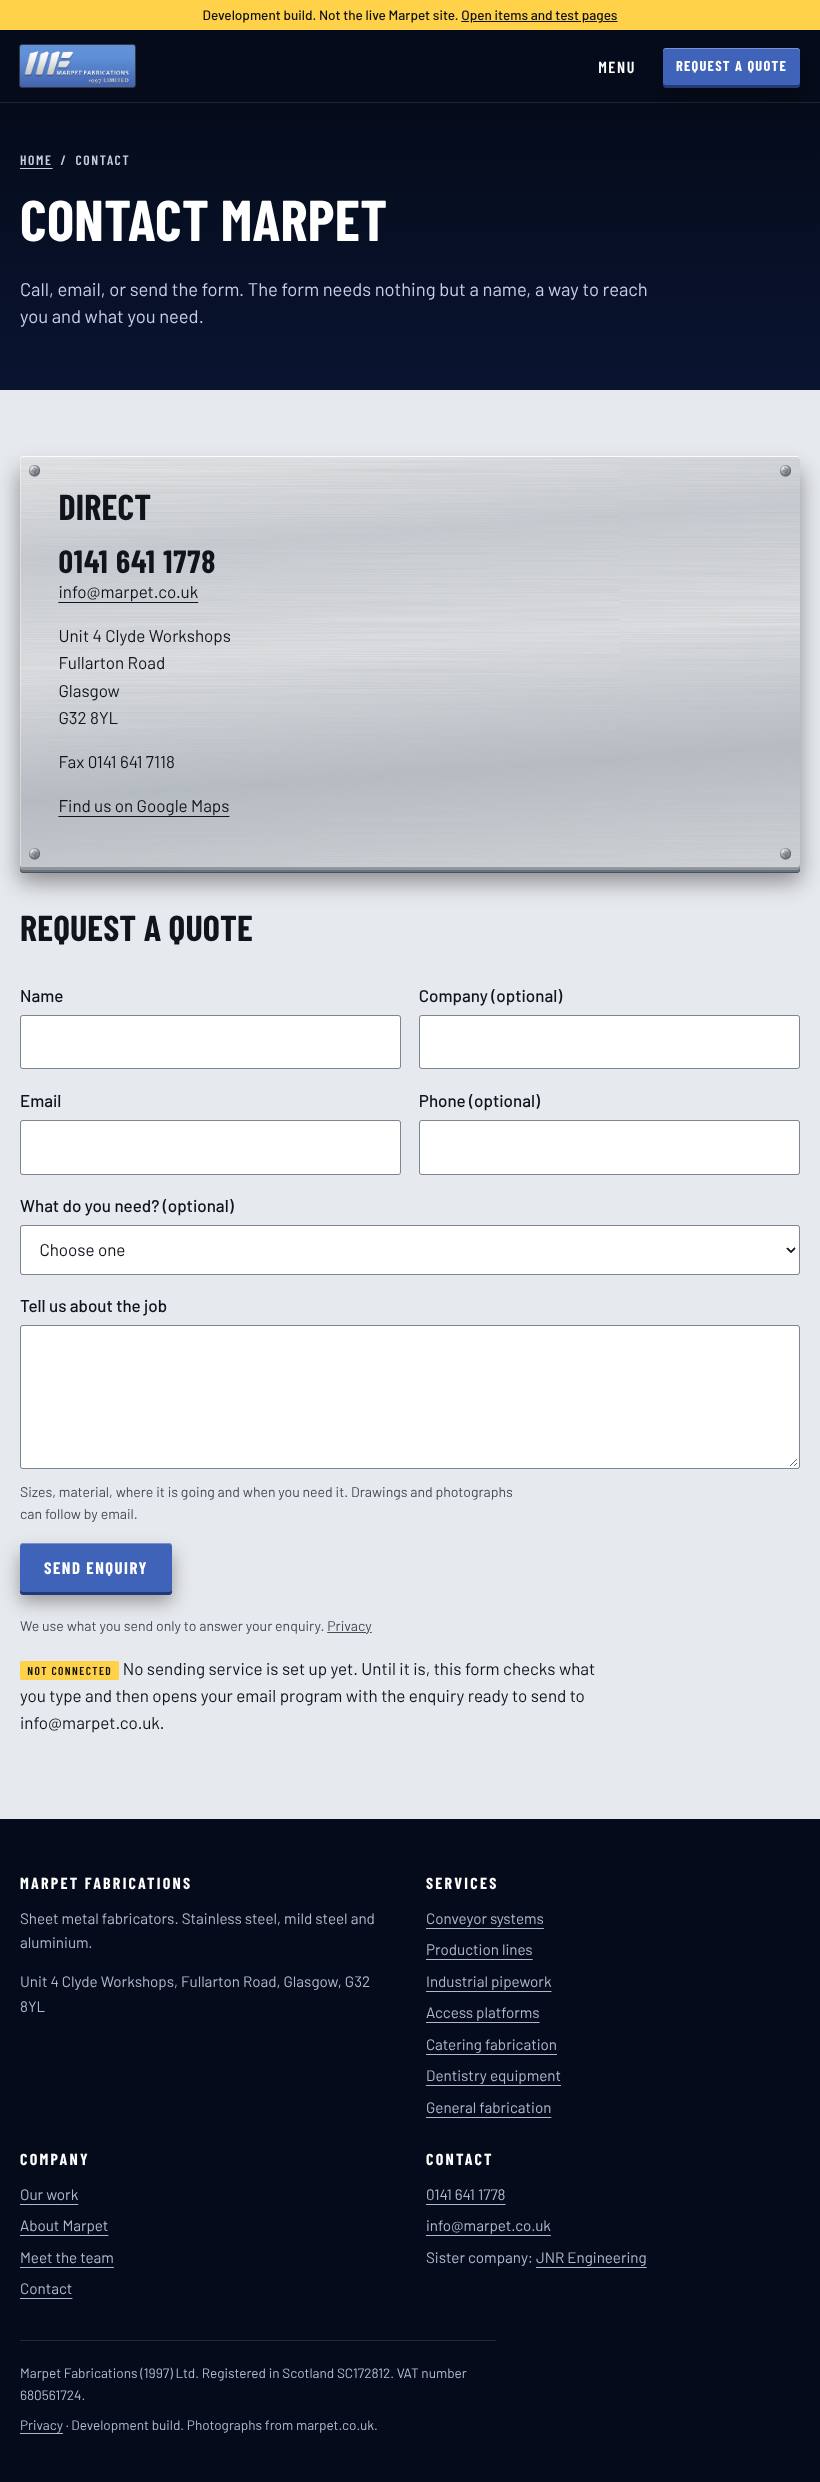 Development build. Not the live Marpet site. Open items and test pages
MF MARPET FABRICATIONS
1997 LIMITED
MENU
REQUEST A QUOTE
HOME / CONTACT
CONTACT MARPET
Call, email, or send the form. The form needs nothing but a name, a way to reach
you and what you need.
DIRECT
0141 641 1778
info@marpet.co.uk
Unit 4 Clyde Workshops
Fullarton Road
Glasgow
G32 8YL
Fax 0141 641 7118
Find us on Google Maps
REQUEST A QUOTE
Name
Company (optional)
Email
Phone (optional)
What do you need? (optional)
Choose one
Tell us about the job
Sizes, material, where it is going and when you need it. Drawings and photographs
can follow by email.
SEND ENQUIRY
We use what you send only to answer your enquiry. Privacy
NOT CONNECTED No sending service is set up yet. Until it is, this form checks what
you type and then opens your email program with the enquiry ready to send to
info@marpet.co.uk.
MARPET FABRICATIONS
Sheet metal fabricators. Stainless steel, mild steel and
aluminium.
Unit 4 Clyde Workshops, Fullarton Road, Glasgow, G32
8YL
SERVICES
Conveyor systems
Production lines
Industrial pipework
Access platforms
Catering fabrication
Dentistry equipment
General fabrication
COMPANY
Our work
About Marpet
Meet the team
Contact
CONTACT
0141 641 1778
info@marpet.co.uk
Sister company: JNR Engineering
Marpet Fabrications (1997) Ltd. Registered in Scotland SC172812. VAT number
680561724.
Privacy · Development build. Photographs from marpet.co.uk.